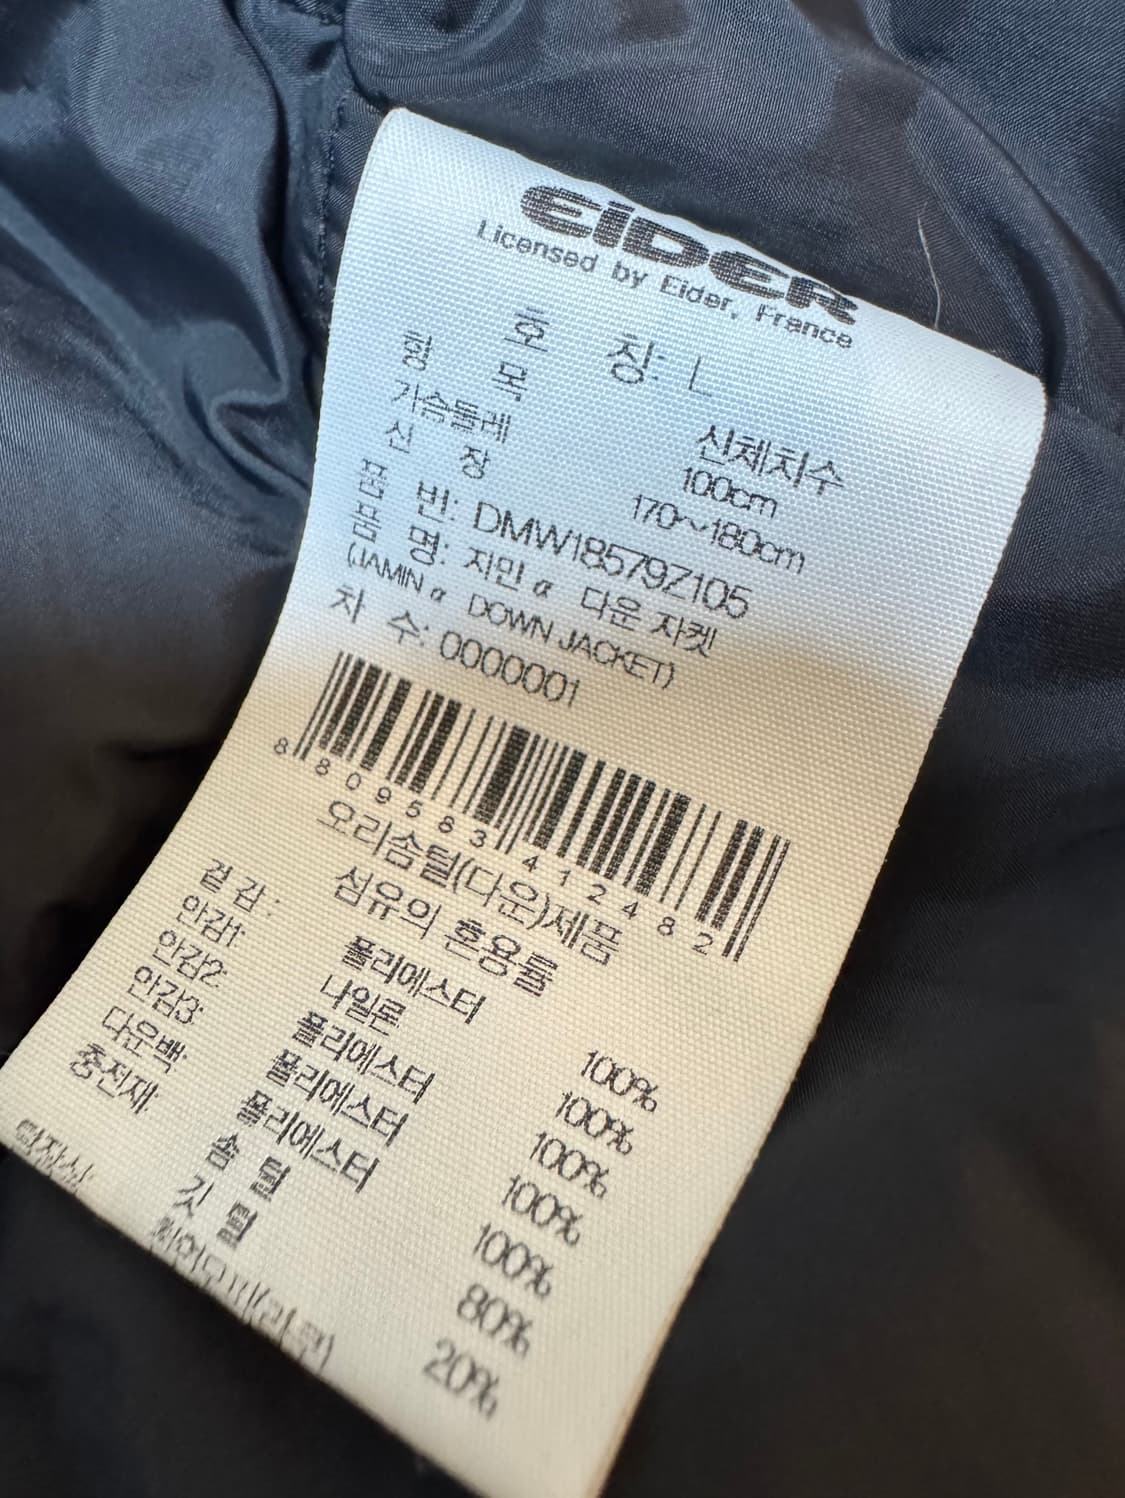 EIDER
Licensed by Eider, France
호 칭: L
항 목 신체치수
가슴둘레 100cm
신 장 170~180cm
품 번: DMW18579Z105
품 명: 지민 α 다운 자켓
(JAMIN α DOWN JACKET)
차 수: 0000001
8 809583 412482
오리솜털(다운)제품
섬유의 혼용률
겉감: 폴리에스터 100%
안감1: 나일론 100%
안감2: 폴리에스터 100%
안감3: 폴리에스터 100%
다운백: 폴리에스터 100%
충전재: 솜털 80%
깃털 20%